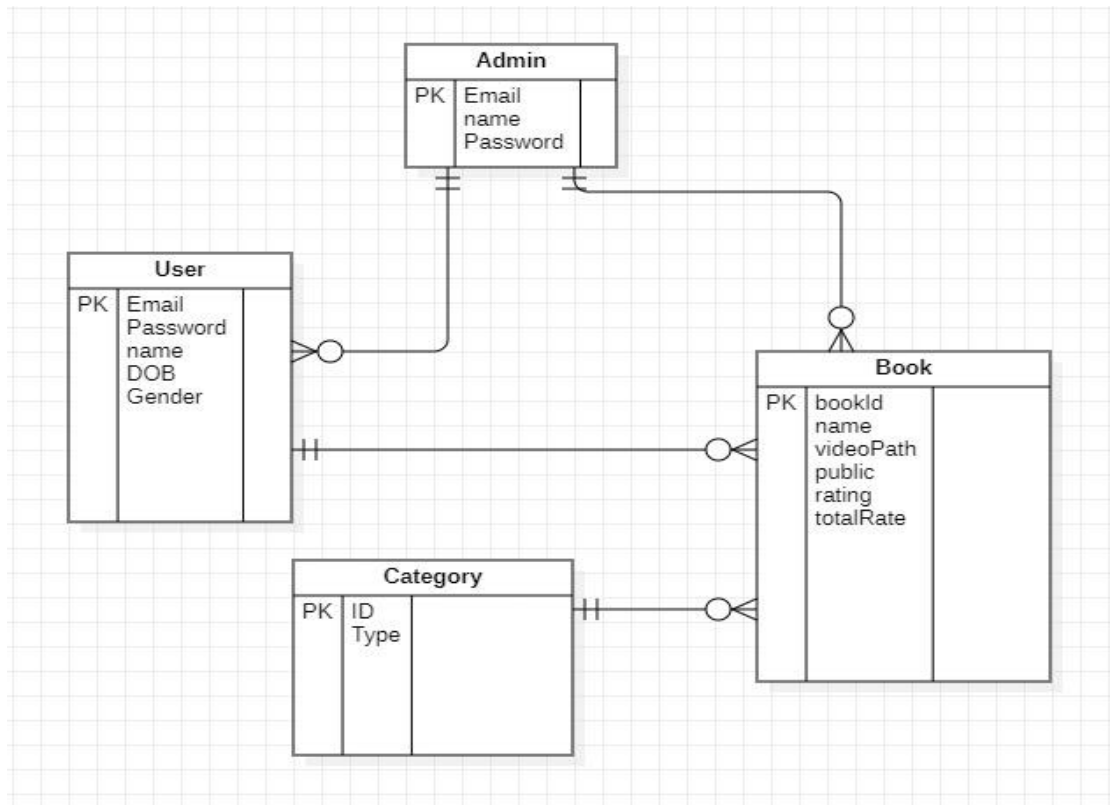 Admin
PK Email
name
Password
User
PK Email
Password
name
DOB
Gender
Book
PK bookId
name
videoPath
public
rating
totalRate
Category
PK ID
Type